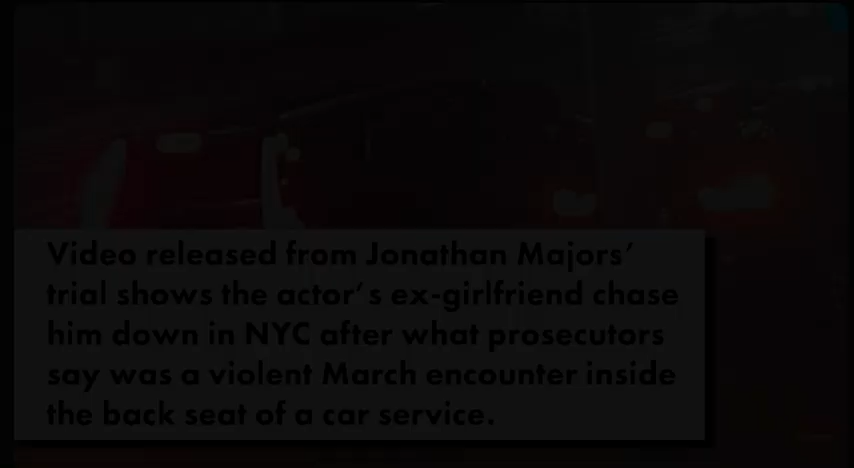 Video released from Jonathan Majors’
trial shows the actor’s ex-girlfriend chase
him down in NYC after what prosecutors
say was a violent March encounter inside
the back seat of a car service.